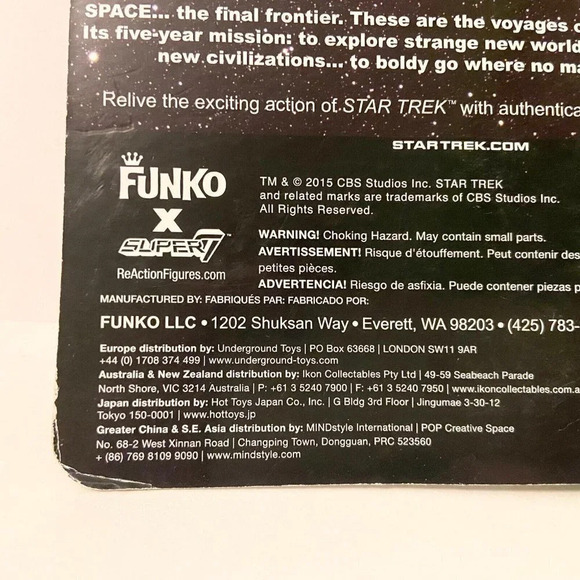 SPACE... the final frontier. These are the voyages
Its five-year mission: to explore strange new
new civilizations... to boldy go where no
Relive the exciting action of STAR TREK™ with
STARTREK.COM
FUNKO
X
SUPER7™
ReActionFigures.com
TM & © 2015 CBS Studios Inc. STAR TREK
and related marks are trademarks of CBS Studios Inc.
All Rights Reserved.
WARNING! Choking Hazard. May contain small parts.
AVERTISSEMENT! Risque d'étouffement. Peut contenir des
petites pièces.
ADVERTENCIA! Riesgo de asfixia. Puede contener piezas
MANUFACTURED BY: FABRIQUÉS PAR: FABRICADO POR:
FUNKO LLC • 1202 Shuksan Way • Everett, WA 98203 • (425) 783-
Europe distribution by: Underground Toys | PO Box 63668 | LONDON SW11 9AR
+44 (0) 1708 374 499 | www.underground-toys.com
Australia & New Zealand distribution by: Ikon Collectables Pty Ltd | 49-59 Seabeach Parade
North Shore, VIC 3214 Australia | P: +61 3 5240 7900 | F: +61 3 5240 7950 | www.ikoncollectables.com.a
Japan distribution by: Hot Toys Japan Co., Inc. | G Bldg 3rd Floor | Jingumae 3-30-12
Tokyo 150-0001 | www.hottoys.jp
Greater China & S.E. Asia distribution by: MINDstyle International | POP Creative Space
No. 68-2 West Xinnan Road | Changping Town, Dongguan, PRC 523560
+ (86) 769 8109 9090 | www.mindstyle.com